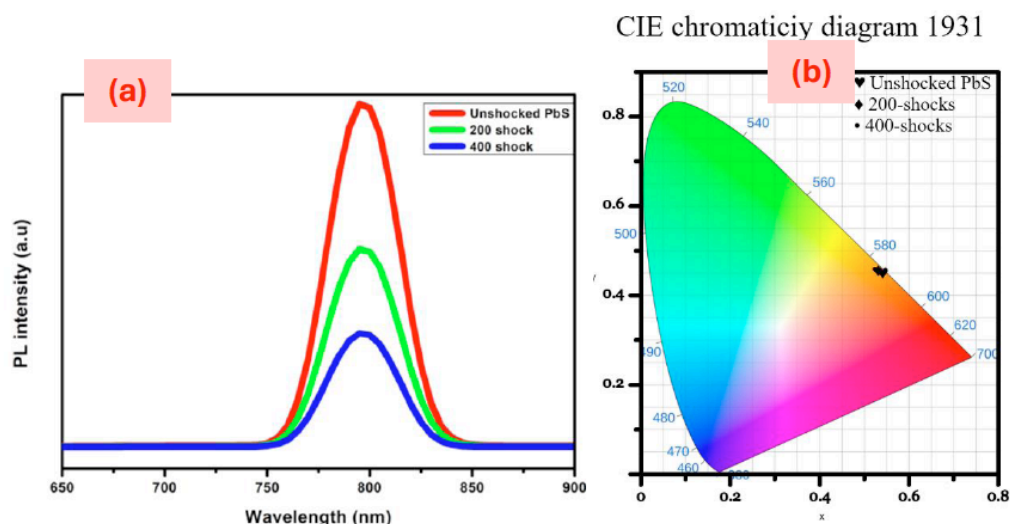 CIE chromaticiy diagram 1931
(a)
Unshocked PbS
200 shock
400 shock
PL intensity (a.u)
650
700
750
800
850
900
Wavelength (nm)
(b)
♥ Unshocked PbS
♦ 200-shocks
• 400-shocks
520
540
560
500
580
600
620
700
490
480
470
460
0.8
0.6
0.4
0.2
0
0.2
0.4
0.6
0.8
x